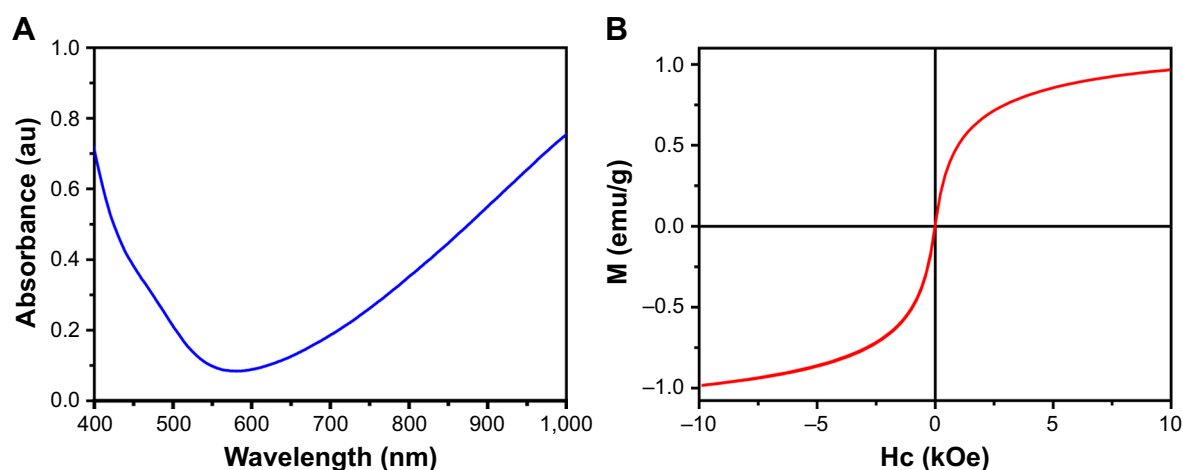 A
Absorbance (au)
1.0
0.8
0.6
0.4
0.2
0.0
400 500 600 700 800 900 1,000
Wavelength (nm)
B
M (emu/g)
1.0
0.5
0.0
–0.5
–1.0
–10 –5 0 5 10
Hc (kOe)